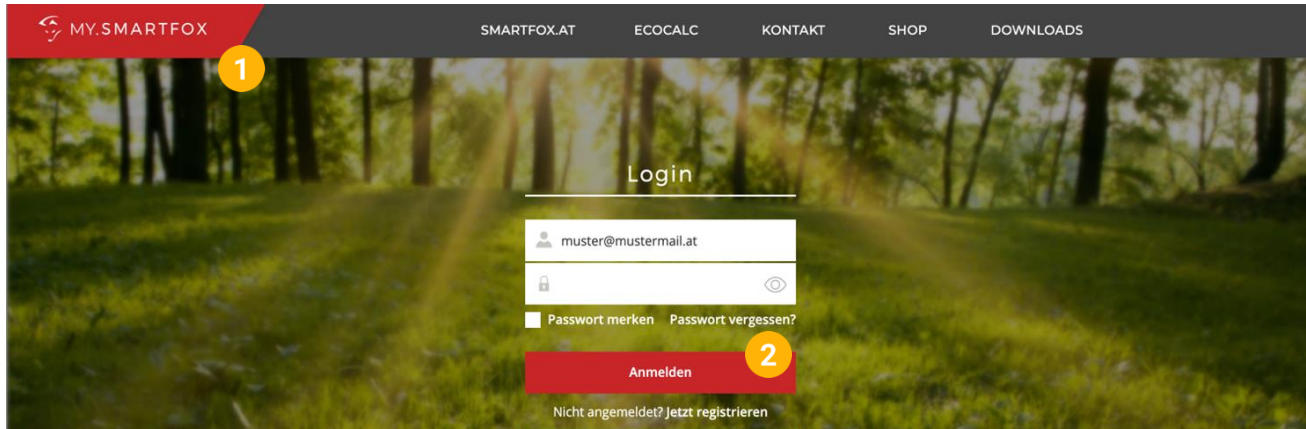 MY.SMARTFOX SMARTFOX.AT ECOCALC KONTAKT SHOP DOWNLOADS
1
Login
muster@mustermail.at
Passwort merken Passwort vergessen?
2
Anmelden
Nicht angemeldet? Jetzt registrieren